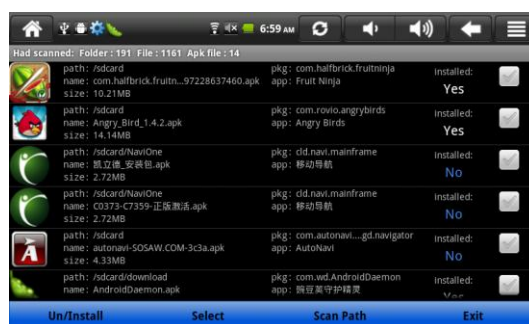 6:59 AM
Had scanned: Folder : 191 File : 1161 Apk file : 14
path: /sdcard pkg: com.halfbrick.fruitninja installed:
name: com.halfbrick.fruitn...97228637460.apk app: Fruit Ninja Yes
size: 10.21MB
path: /sdcard pkg: com.rovio.angrybirds installed:
name: Angry_Bird_1.4.2.apk app: Angry Birds Yes
size: 14.14MB
path: /sdcard/NaviOne pkg: cld.navi.mainframe installed:
name: 凯立德_安装包.apk app: 移动导航 No
size: 2.72MB
path: /sdcard/NaviOne pkg: cld.navi.mainframe installed:
name: C0373-C7359-正版激活.apk app: 移动导航 No
size: 2.72MB
path: /sdcard pkg: com.autonavi....gd.navigator installed:
name: autonavi-SOSAW.COM-3c3a.apk app: AutoNavi No
size: 4.33MB
path: /sdcard/download pkg: com.wd.AndroidDaemon installed:
name: AndroidDaemon.apk app: 豌豆荚守护精灵 Yes
Un/Install Select Scan Path Exit